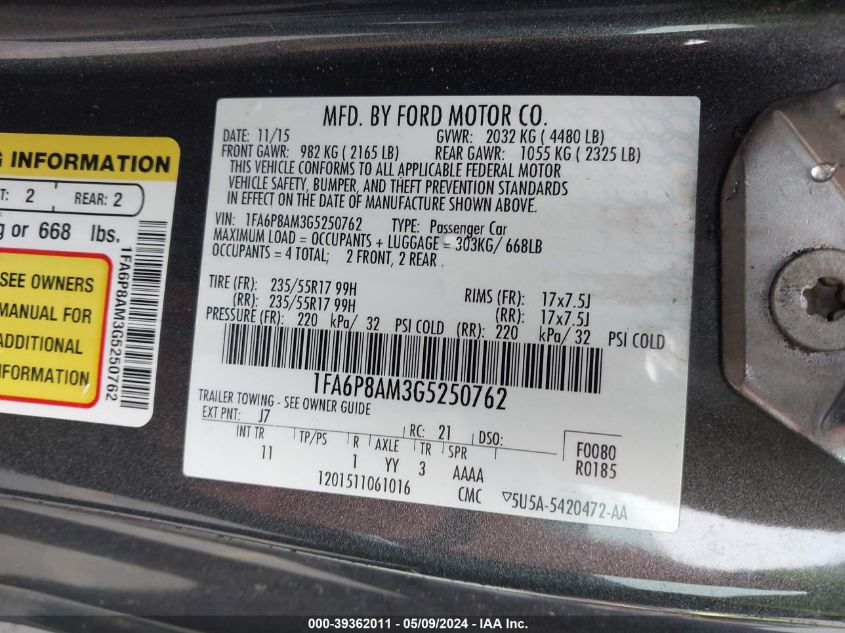 G INFORMATION
T: 2 REAR: 2
g or 668 lbs.
SEE OWNERS
MANUAL FOR
ADDITIONAL
INFORMATION
1FA6P8AM3G5250762
MFD. BY FORD MOTOR CO.
DATE: 11/15 GVWR: 2032 KG ( 4480 LB)
FRONT GAWR: 982 KG ( 2165 LB) REAR GAWR: 1055 KG ( 2325 LB)
THIS VEHICLE CONFORMS TO ALL APPLICABLE FEDERAL MOTOR
VEHICLE SAFETY, BUMPER, AND THEFT PREVENTION STANDARDS
IN EFFECT ON THE DATE OF MANUFACTURE SHOWN ABOVE.
VIN: 1FA6P8AM3G5250762 TYPE: Passenger Car
MAXIMUM LOAD = OCCUPANTS + LUGGAGE = 303KG/ 668LB
OCCUPANTS = 4 TOTAL; 2 FRONT, 2 REAR
TIRE (FR): 235/55R17 99H RIMS (FR): 17x7.5J
(RR): 235/55R17 99H (RR): 17x7.5J
PRESSURE (FR): 220 kPa/ 32 PSI COLD (RR): 220 kPa/ 32 PSI COLD
1FA6P8AM3G5250762
TRAILER TOWING - SEE OWNER GUIDE
EXT PNT: J7 RC: 21 DSO: F0080
INT TR TP/PS R AXLE TR SPR R0185
11 1 YY 3 AAAA
1201511061016 CMC ▽5U5A-5420472-AA
000-39362011 - 05/09/2024 - IAA Inc.